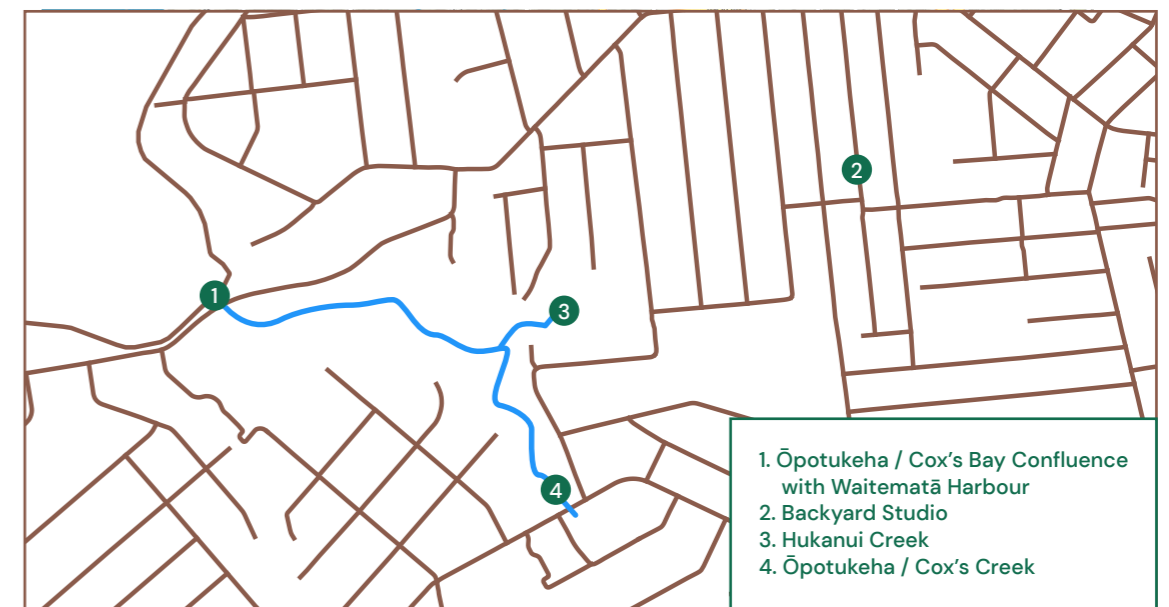 1
2
3
4
1. Ōpotukeha / Cox’s Bay Confluence
with Waitematā Harbour
2. Backyard Studio
3. Hukanui Creek
4. Ōpotukeha / Cox’s Creek